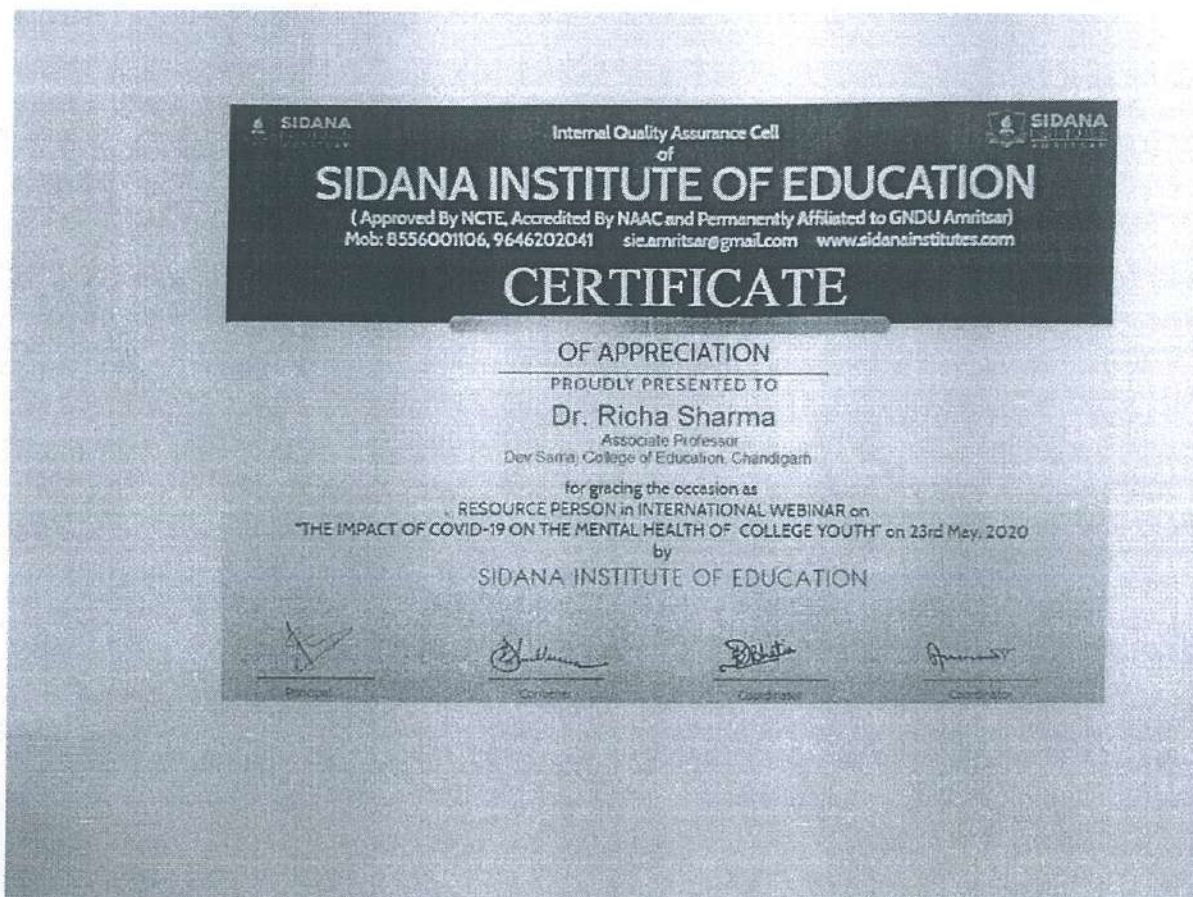 SIDANA
SIDANA
Internal Quality Assurance Cell
of
SIDANA INSTITUTE OF EDUCATION
( Approved By NCTE, Accredited By NAAC and Permanently Affiliated to GNDU Amritsar)
Mob: 8556001106, 9646202041 sie.amritsar@gmail.com www.sidanainstitutes.com
CERTIFICATE
OF APPRECIATION
PROUDLY PRESENTED TO
Dr. Richa Sharma
Associate Professor
Dev Samaj College of Education, Chandigarh
for gracing the occasion as
RESOURCE PERSON in INTERNATIONAL WEBINAR on
"THE IMPACT OF COVID-19 ON THE MENTAL HEALTH OF COLLEGE YOUTH" on 23rd May, 2020
by
SIDANA INSTITUTE OF EDUCATION
Principal Convener Coordinator Coordinator